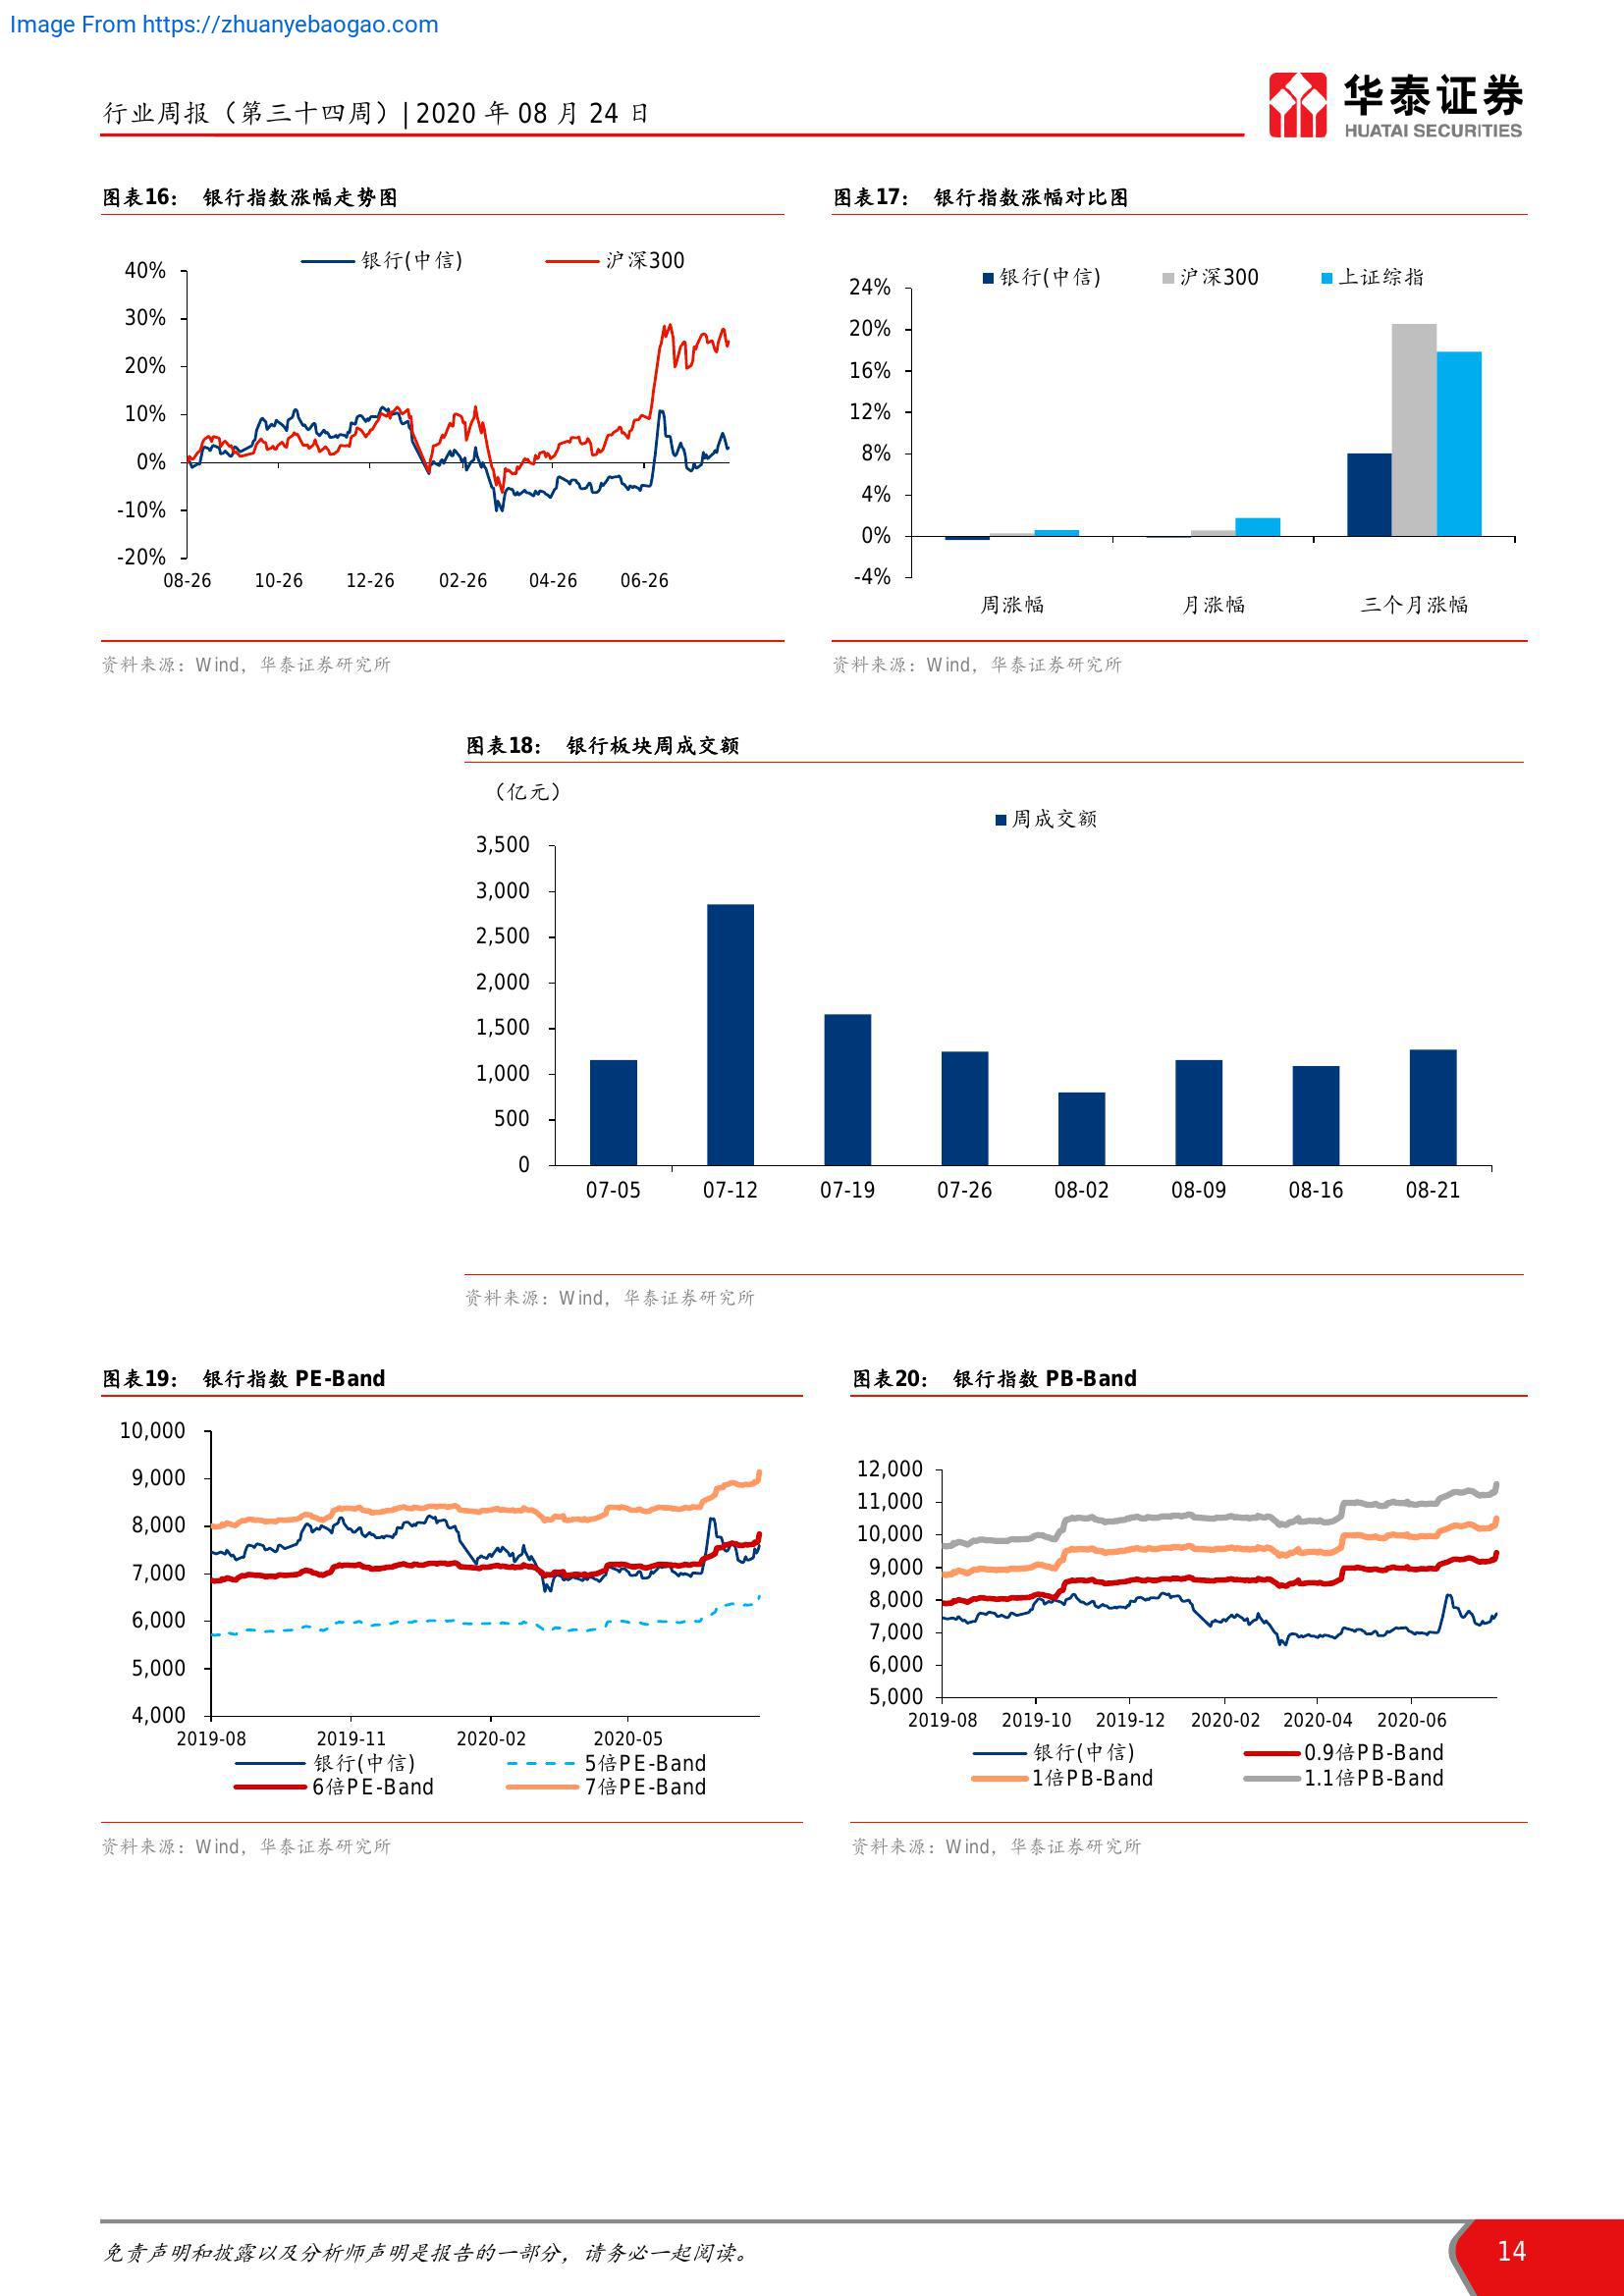 Image From https://zhuanyebaogao.com
行业周报（第三十四周）| 2020 年 08 月 24 日
华泰证券
HUATAI SECURITIES
图表16： 银行指数涨幅走势图
银行(中信) 沪深300
40%
30%
20%
10%
0%
-10%
-20%
08-26 10-26 12-26 02-26 04-26 06-26
资料来源：Wind，华泰证券研究所
图表17： 银行指数涨幅对比图
银行(中信) 沪深300 上证综指
24%
20%
16%
12%
8%
4%
0%
-4%
周涨幅 月涨幅 三个月涨幅
资料来源：Wind，华泰证券研究所
图表18： 银行板块周成交额
（亿元）
周成交额
3,500
3,000
2,500
2,000
1,500
1,000
500
0
07-05 07-12 07-19 07-26 08-02 08-09 08-16 08-21
资料来源：Wind，华泰证券研究所
图表19： 银行指数 PE-Band
10,000
9,000
8,000
7,000
6,000
5,000
4,000
2019-08 2019-11 2020-02 2020-05
银行(中信) 5倍PE-Band
6倍PE-Band 7倍PE-Band
资料来源：Wind，华泰证券研究所
图表20： 银行指数 PB-Band
12,000
11,000
10,000
9,000
8,000
7,000
6,000
5,000
2019-08 2019-10 2019-12 2020-02 2020-04 2020-06
银行(中信) 0.9倍PB-Band
1倍PB-Band 1.1倍PB-Band
资料来源：Wind，华泰证券研究所
免责声明和披露以及分析师声明是报告的一部分，请务必一起阅读。
14